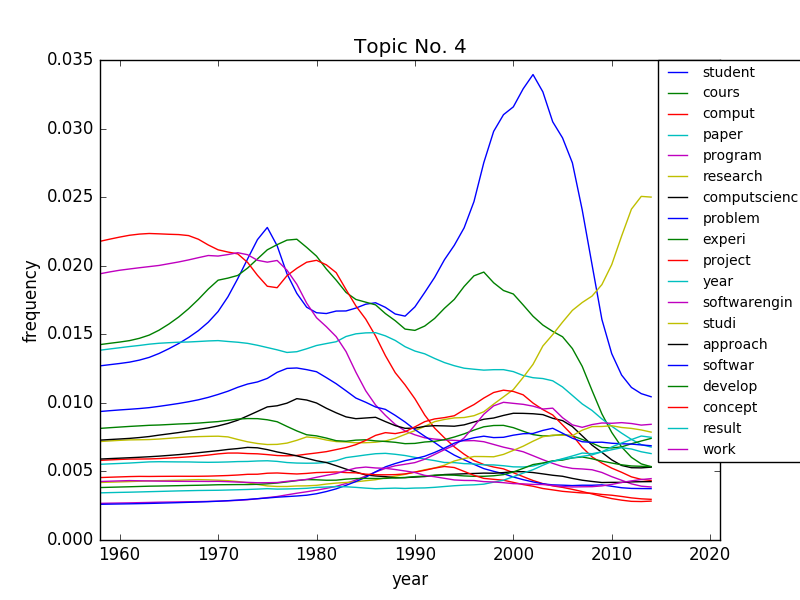 Topic No. 4
0.035
0.030
0.025
0.020
0.015
0.010
0.005
0.000
frequency
1960
1970
1980
1990
2000
2010
2020
year
student
cours
comput
paper
program
research
computscienc
problem
experi
project
year
softwarengin
studi
approach
softwar
develop
concept
result
work